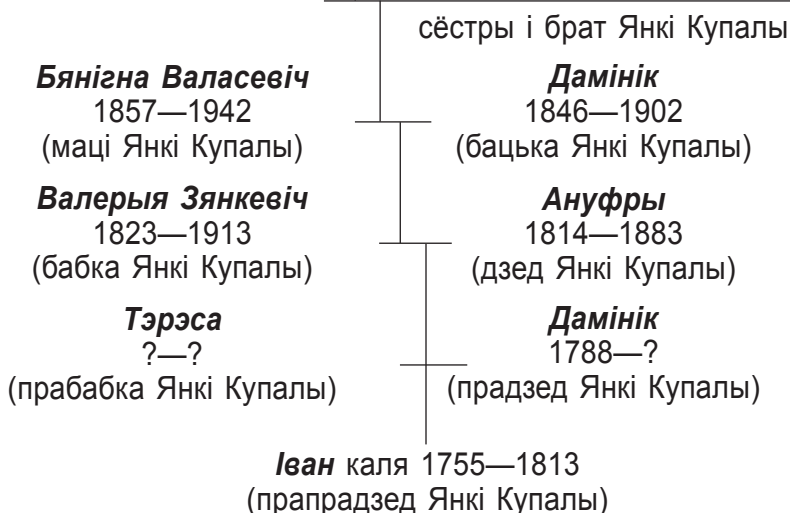 сёстры і брат Янкі Купалы
Бянігна Валасевіч
1857—1942
(маці Янкі Купалы)
Дамінік
1846—1902
(бацька Янкі Купалы)
Валерыя Зянкевіч
1823—1913
(бабка Янкі Купалы)
Ануфры
1814—1883
(дзед Янкі Купалы)
Тэрэса
?—?
(прабабка Янкі Купалы)
Дамінік
1788—?
(прадзед Янкі Купалы)
Іван каля 1755—1813
(прапрадзед Янкі Купалы)